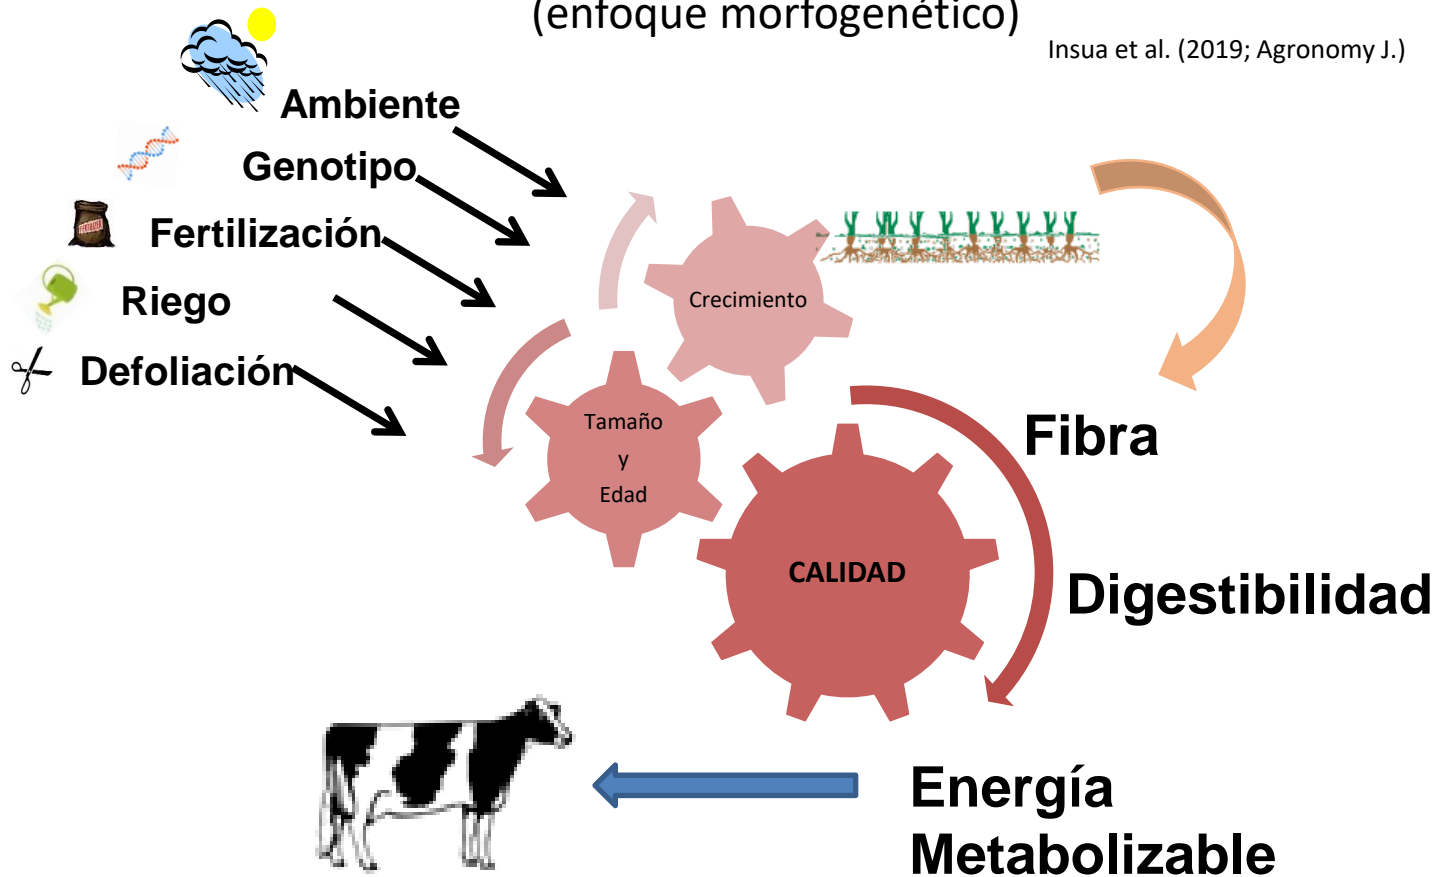 (enfoque morfogenético)
Insua et al. (2019; Agronomy J.)
Ambiente
Genotipo
Fertilización
Riego
Defoliación
Crecimiento
Tamaño
y
Edad
CALIDAD
Fibra
Digestibilidad
Energía
Metabolizable